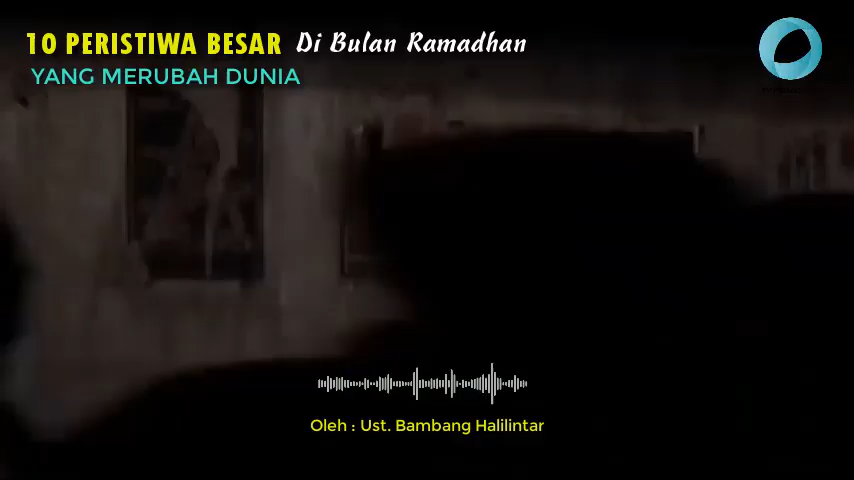 10 PERISTIWA BESAR Di Bulan Ramadhan
YANG MERUBAH DUNIA
Oleh : Ust. Bambang Halilintar